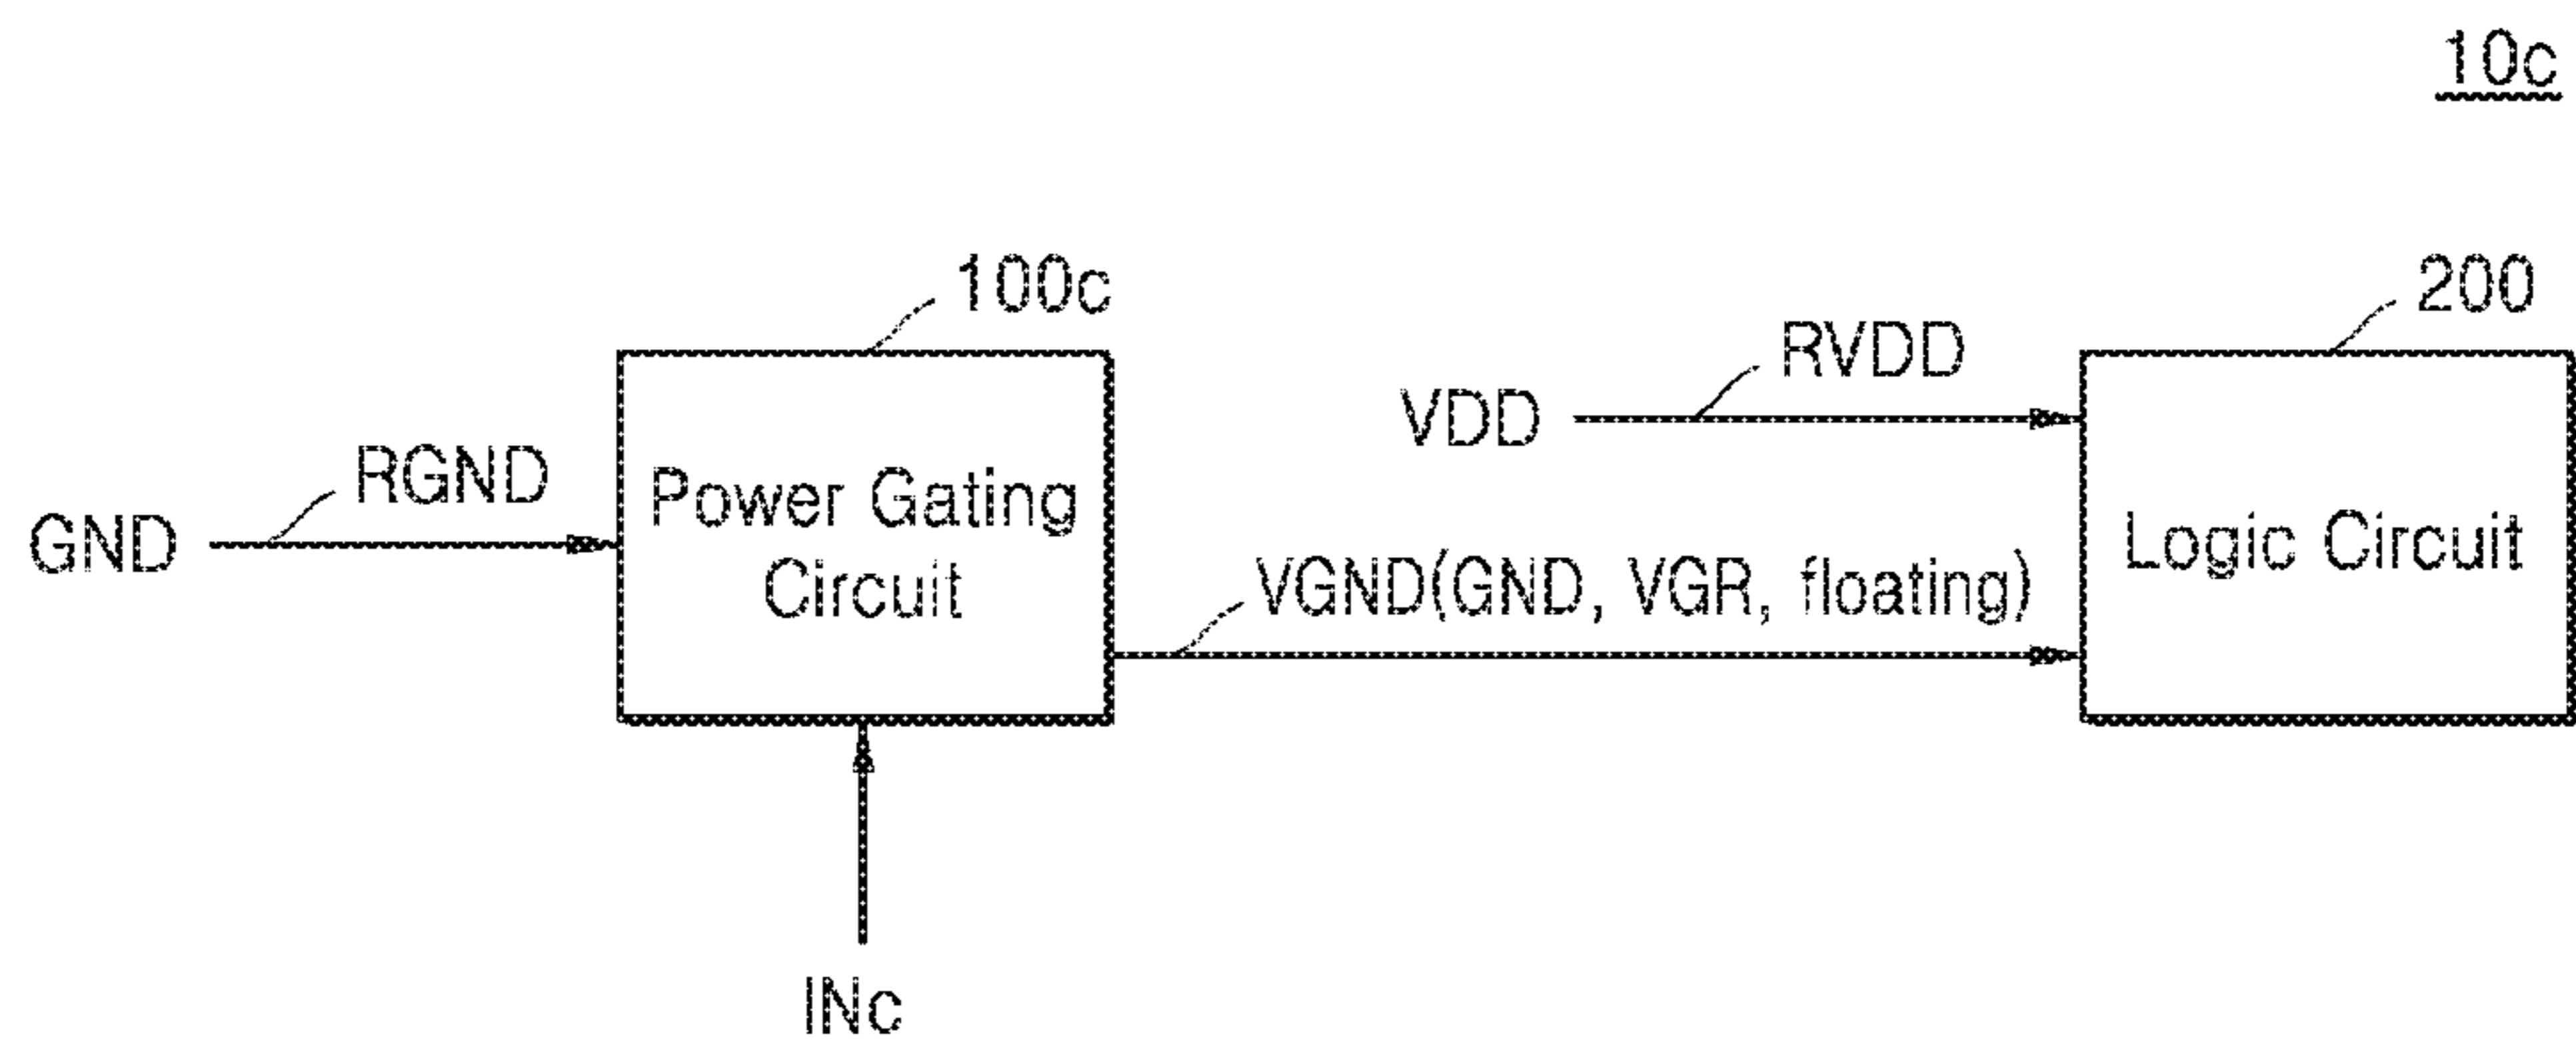 10c
100c
200
RVDD
VDD
RGND
GND
Power Gating
Circuit
Logic Circuit
VGND(GND, VGR, floating)
INc